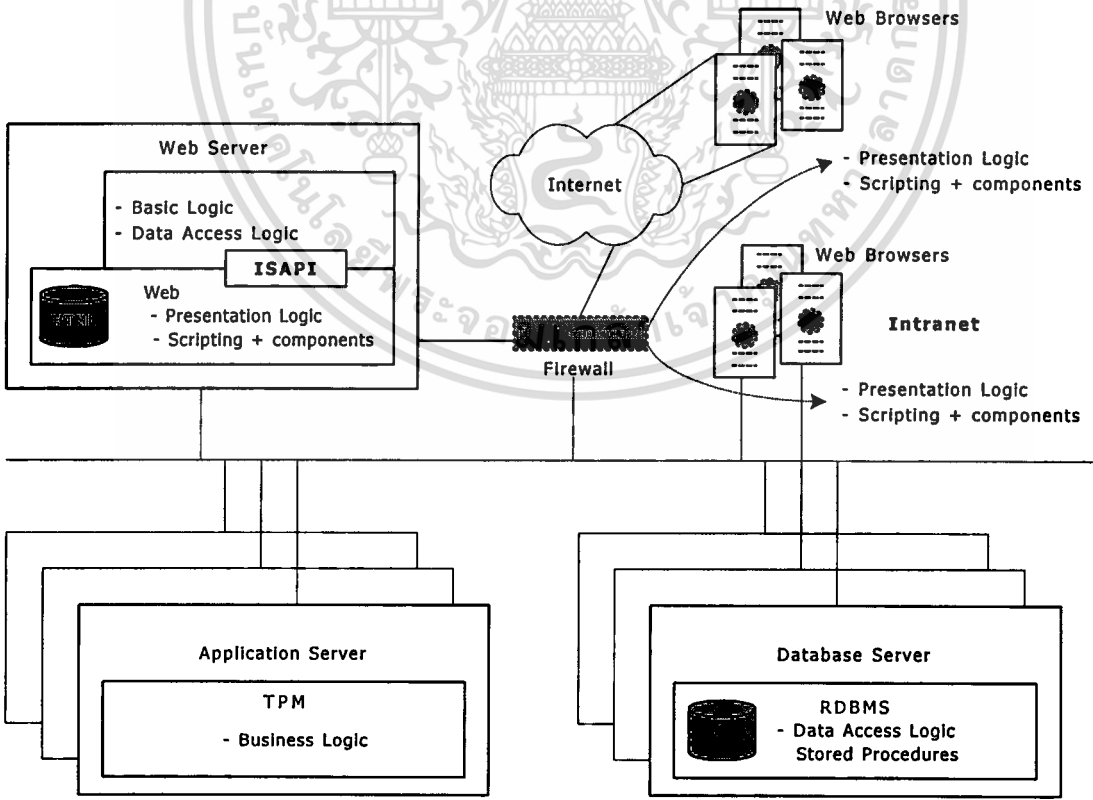 Web Browsers
Web Server
- Basic Logic
- Data Access Logic
ISAPI
Web
- Presentation Logic
- Scripting + components
Internet
- Presentation Logic
- Scripting + components
Web Browsers
Intranet
Firewall
- Presentation Logic
- Scripting + components
Application Server
TPM
- Business Logic
Database Server
RDBMS
- Data Access Logic
Stored Procedures